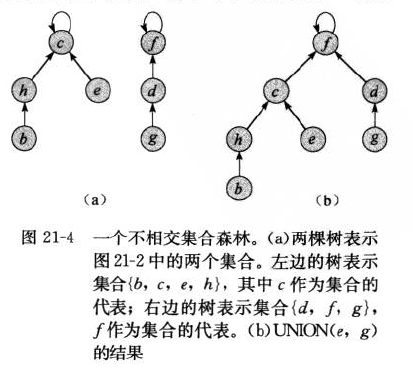 c f f
h e d c d
b g h e g
(a) b (b)
图 21-4 一个不相交集合森林。(a)两棵树表示
图 21-2 中的两个集合。左边的树表示
集合{b, c, e, h}, 其中 c 作为集合的
代表; 右边的树表示集合{d, f, g},
f 作为集合的代表。(b)UNION(e, g)
的结果